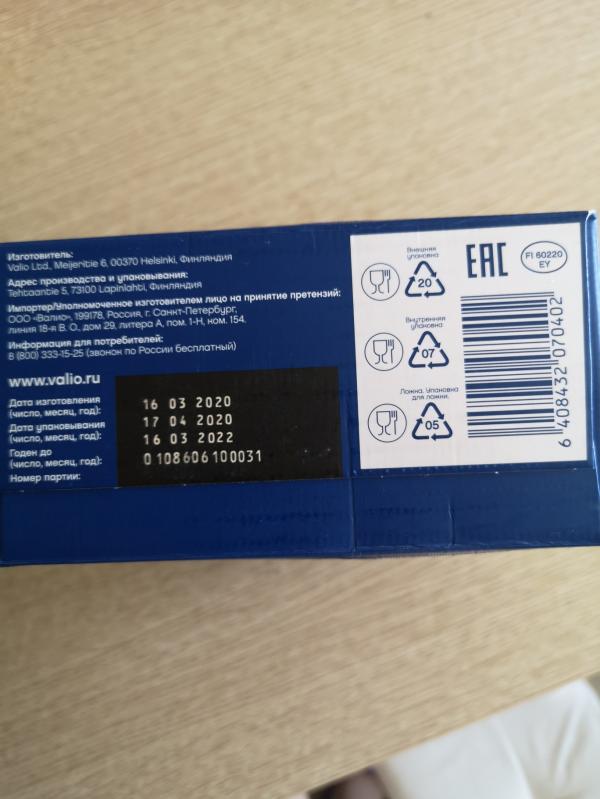 Изготовитель:
Valio Ltd., Meijeritie 6, 00370 Helsinki, Финляндия
Адрес производства и упаковывания:
Tehtaantie 5, 73100 Lapinlahti, Финляндия
Импортер/Уполномоченное изготовителем лицо на принятие претензий:
ООО «Валио», 199178, Россия, г. Санкт-Петербург,
линия 18-я В. О., дом 29, литера А, пом. 1-Н, ком. 154.
Информация для потребителей:
8 (800) 333-15-25 (звонок по России бесплатный)
www.valio.ru
Дата изготовления
(число, месяц, год):
Дата упаковывания
(число, месяц, год):
Годен до
(число, месяц, год):
Номер партии:
16 03 2020
17 04 2020
16 03 2022
0 108606100031
Внешняя
упаковка
20
Внутренняя
упаковка
07
Ложка. Упаковка
для ложки.
05
EAC
FI 60220
EY
6 408432 070402